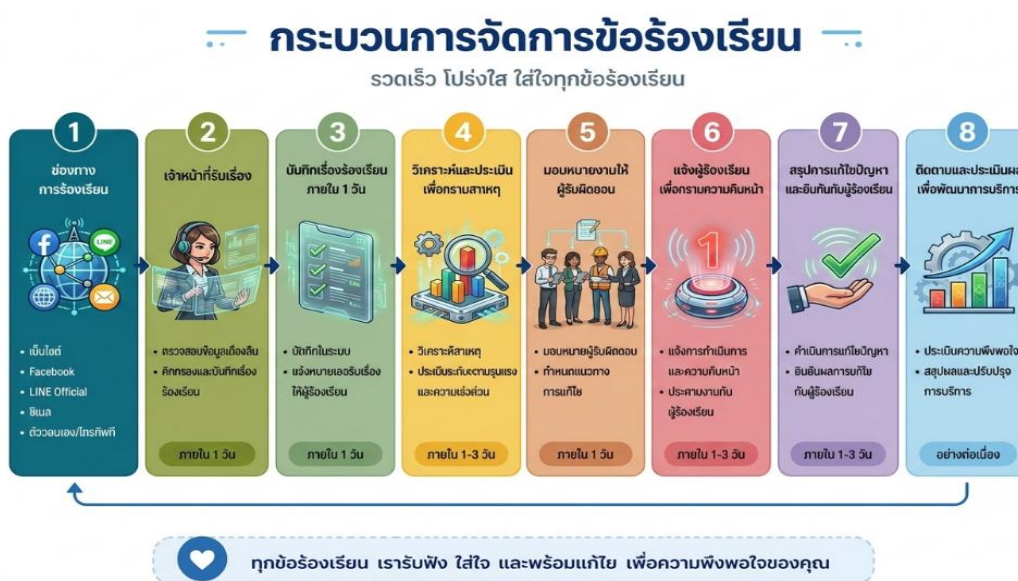 กระบวนการจัดการข้อร้องเรียน
รวดเร็ว โปร่งใส ใส่ใจทุกข้อร้องเรียน
1
ช่องทาง
การร้องเรียน
f
LINE
• เว็บไซต์
• Facebook
• LINE Official
• ชีเมล
• ตัววอนเอง/โทรทิพที
2
เจ้าหน้าที่รับเรื่อง
• ตรวจสอบข้อมูลเถืองลืน
• คิกกรองและบันทึกเรื่อง
ร้องเรียน
ภายใน 1 วัน
3
บันทึกเรื่องร้องเรียน
ภายใน 1 วัน
• บัทึกในระบบ
• แจ้งหบายเออรับเรื่อง
ให้ผู้ร้องเรียน
ภายใน 1 วัน
4
วิเคราะห์และประเมิน
เพื่อกรามสาเหตุ
• วิเคราะห์สาเหตุ
• ประเมินระดับความรุนแรง
และความเร่งด่วน
ภายใน 1-3 วัน
5
มอบหมายงานให้
ผู้รับผิดออน
• มอบหมายผู้รับผิดตอบ
• กำหนดแนวทาง
การแก้ไข
ภายใน 1 วัน
6
แจ้งผู้ร้องเรียน
เพื่อกรามความคืนหน้า
1
• แจ้งการกำเนินการ
และความคืบหน้า
• ประคามงานกับ
ผู้ร้องเรียน
ภายใน 1-3 วัน
7
สรุปการแก้ไขปัญหา
และยืนทันกับผู้ร้องเรียน
• คำเนินการแก้ไขปัญหา
• ยินยืนผลการแก้ไข
กับผู้ร้องเรียน
ภายใน 1-3 วัน
8
ติดตามและประเมินผล
เพื่อพัฒนาการบริการ
• ประเมินความพึงพอใจ
• สสุปผลและปรับปรุง
การบริการ
อย่างต่อเนื่อง
ทุกข้อร้องเรียน เรารับฟัง ใส่ใจ และพร้อมแก้ไข เพื่อความพึงพอใจของคุณ